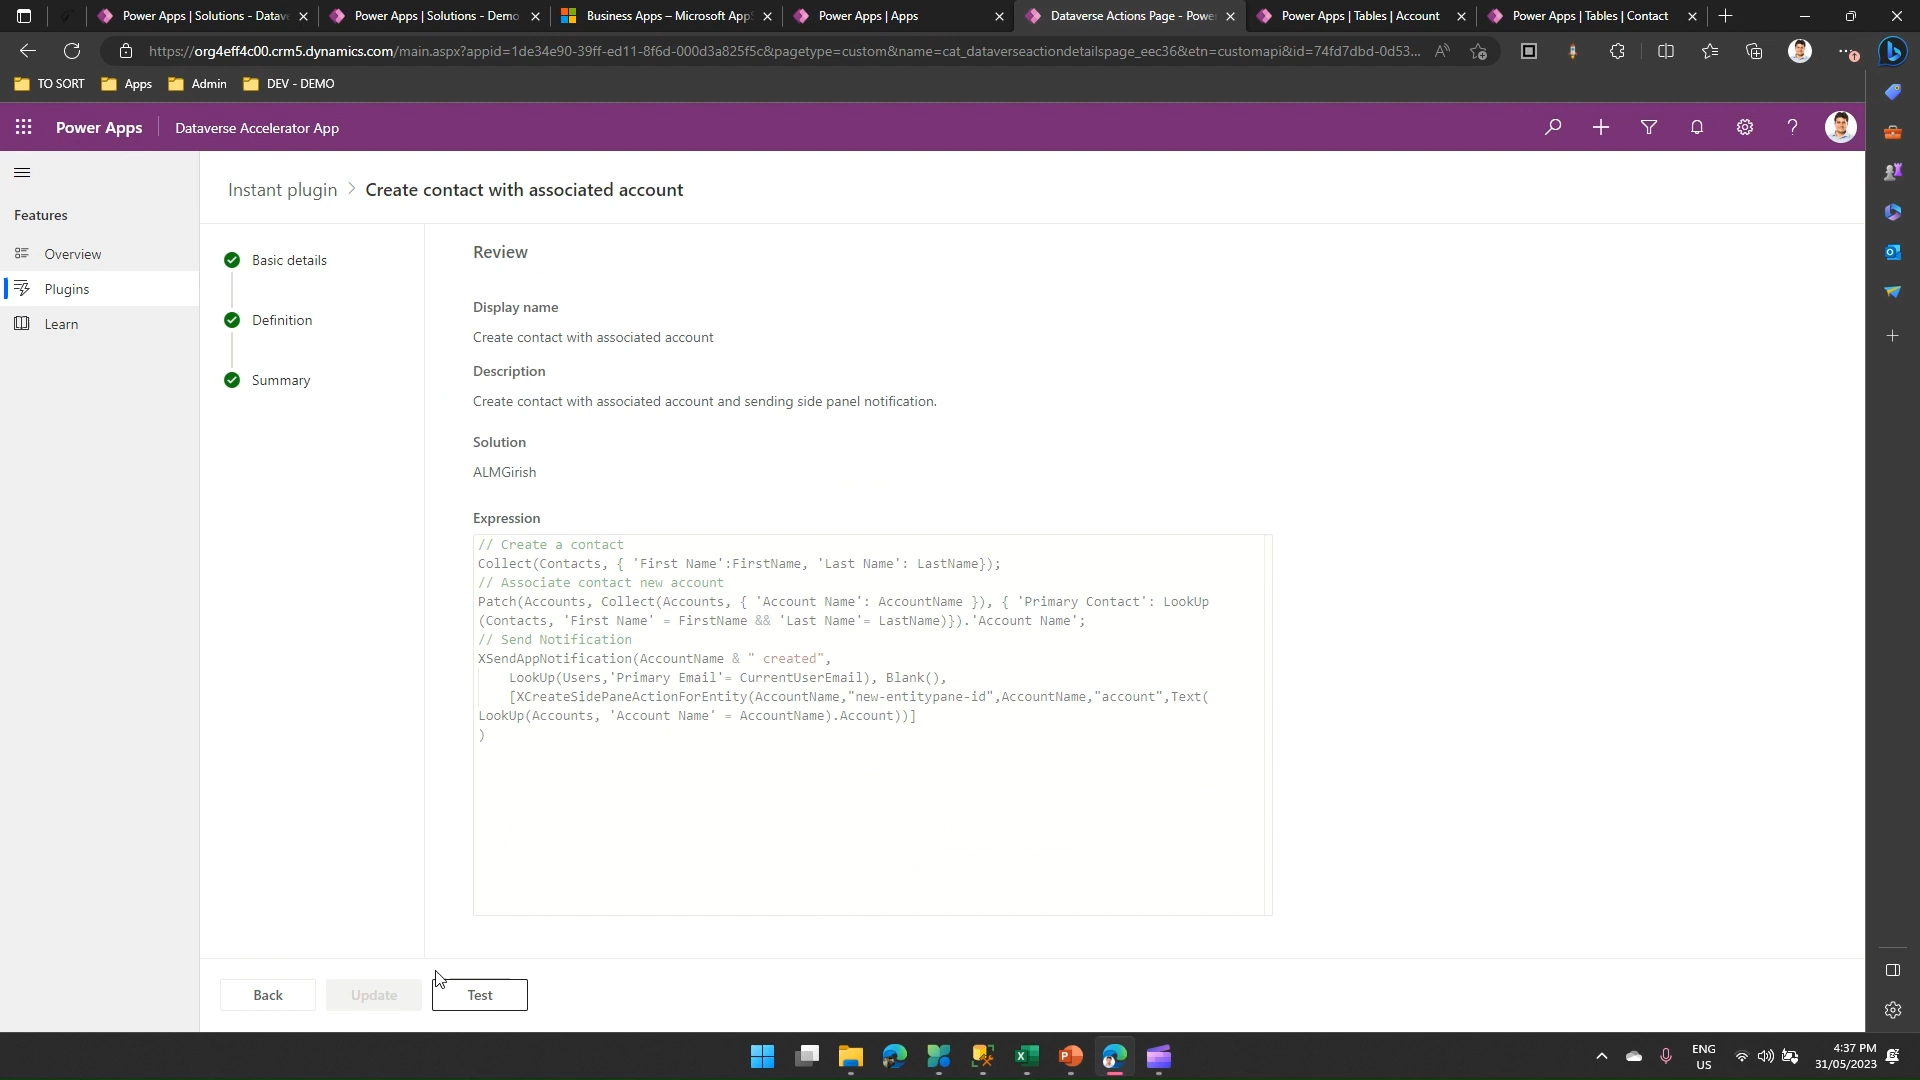 Power Apps | Solutions - Datave
Power Apps | Solutions - Demo
Business Apps – Microsoft App
Power Apps | Apps
Dataverse Actions Page - Powe
Power Apps | Tables | Account
Power Apps | Tables | Contact
https://org4eff4c00.crm5.dynamics.com/main.aspx?appid=1de34e90-39ff-ed11-8f6d-000d3a825f5c&pagetype=custom&name=cat_dataverseactiondetailspage_eec36&etn=customapi&id=74fd7dbd-0d53...
TO SORT
Apps
Admin
DEV - DEMO
Power Apps
Dataverse Accelerator App
Instant plugin > Create contact with associated account
Features
Overview
Plugins
Learn
Basic details
Definition
Summary
Review
Display name
Create contact with associated account
Description
Create contact with associated account and sending side panel notification.
Solution
ALMGirish
Expression
// Create a contact
Collect(Contacts, { 'First Name':FirstName, 'Last Name': LastName});
// Associate contact new account
Patch(Accounts, Collect(Accounts, { 'Account Name': AccountName }), { 'Primary Contact': LookUp
(Contacts, 'First Name' = FirstName && 'Last Name'= LastName)}).'Account Name';
// Send Notification
XSendAppNotification(AccountName & " created",
LookUp(Users,'Primary Email'= CurrentUserEmail), Blank(),
[XCreateSidePaneActionForEntity(AccountName,"new-entitypane-id",AccountName,"account",Text(
LookUp(Accounts, 'Account Name' = AccountName).Account))]
)
Back
Update
Test
ENG
US
4:37 PM
31/05/2023